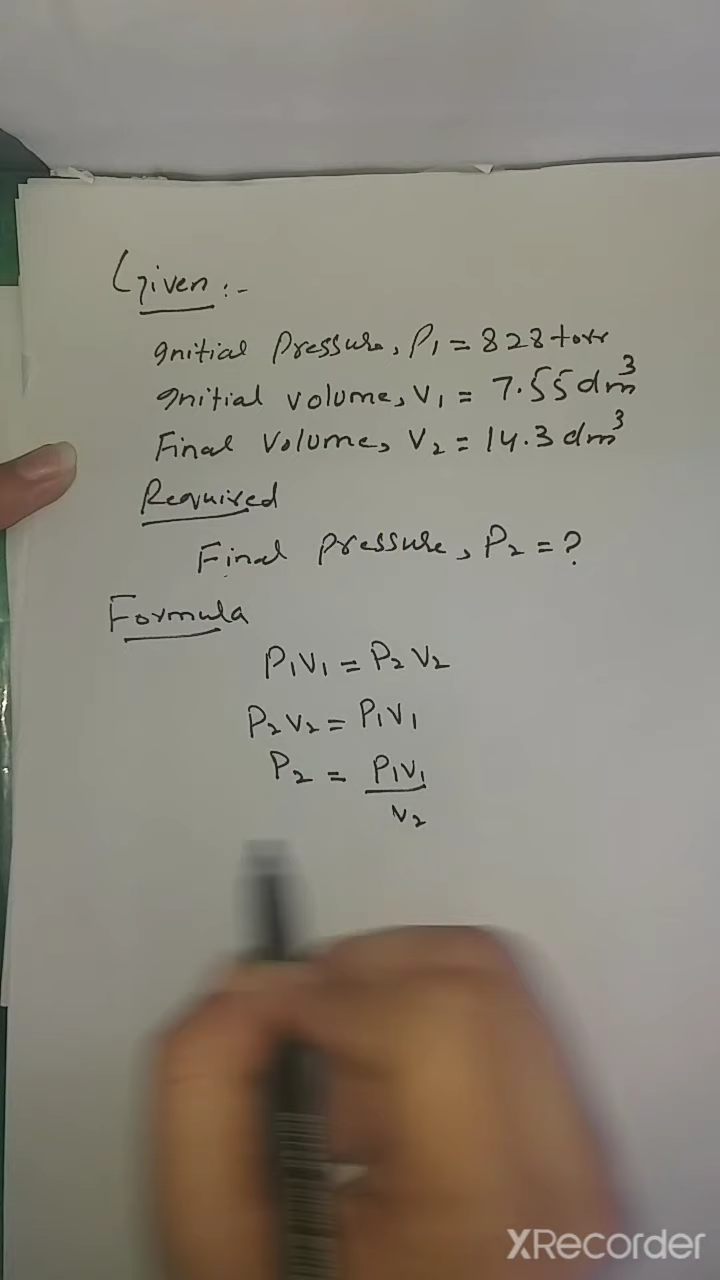 Given :-
Initial Pressure, P₁ = 828 torr
Initial volume, V₁ = 7.55 dm³
Final Volume, V₂ = 14.3 dm³
Required
Final pressure, P₂ = ?
Formula
P₁V₁ = P₂V₂
P₂V₂ = P₁V₁
P₂ = P₁V₁
V₂
XRecorder